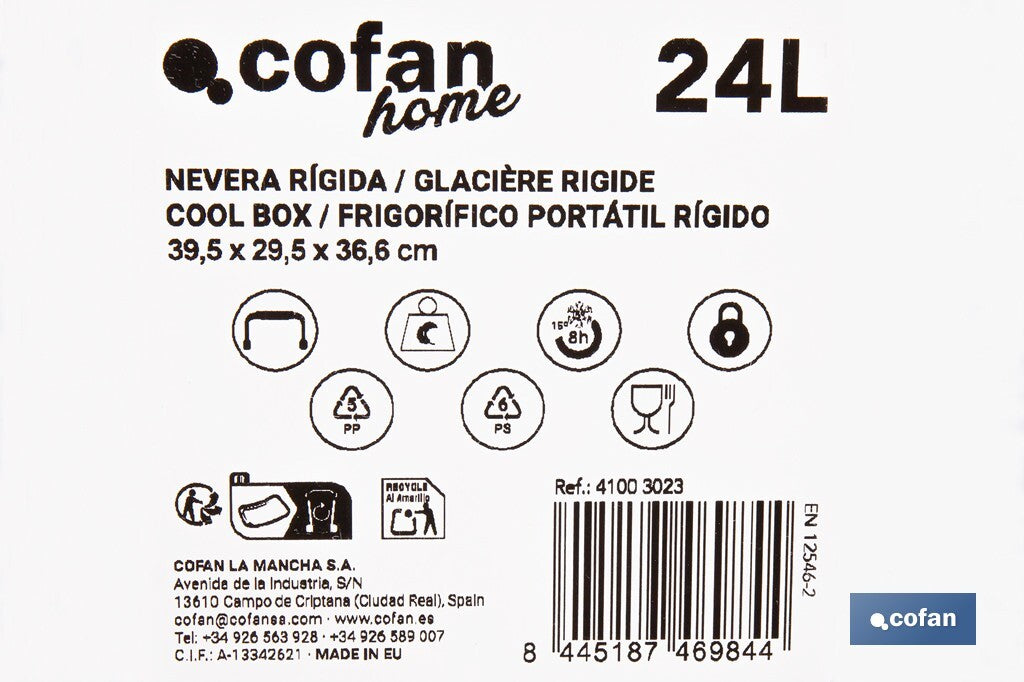 cofan
home
24L
NEVERA RÍGIDA / GLACIÈRE RIGIDE
COOL BOX / FRIGORÍFICO PORTÁTIL RÍGIDO
39,5 x 29,5 x 36,6 cm
16º
8h
5
PP
6
PS
RECYCLE
Al Amarillo
Ref.: 4100 3023
EN 12546-2
COFAN LA MANCHA S.A.
Avenida de la Industria, S/N
13610 Campo de Criptana (Ciudad Real), Spain
cofan@cofansa.com · www.cofan.es
Tel: +34 926 563 928 · +34 926 589 007
C.I.F.: A-13342621 · MADE IN EU
8 445187 469844
cofan